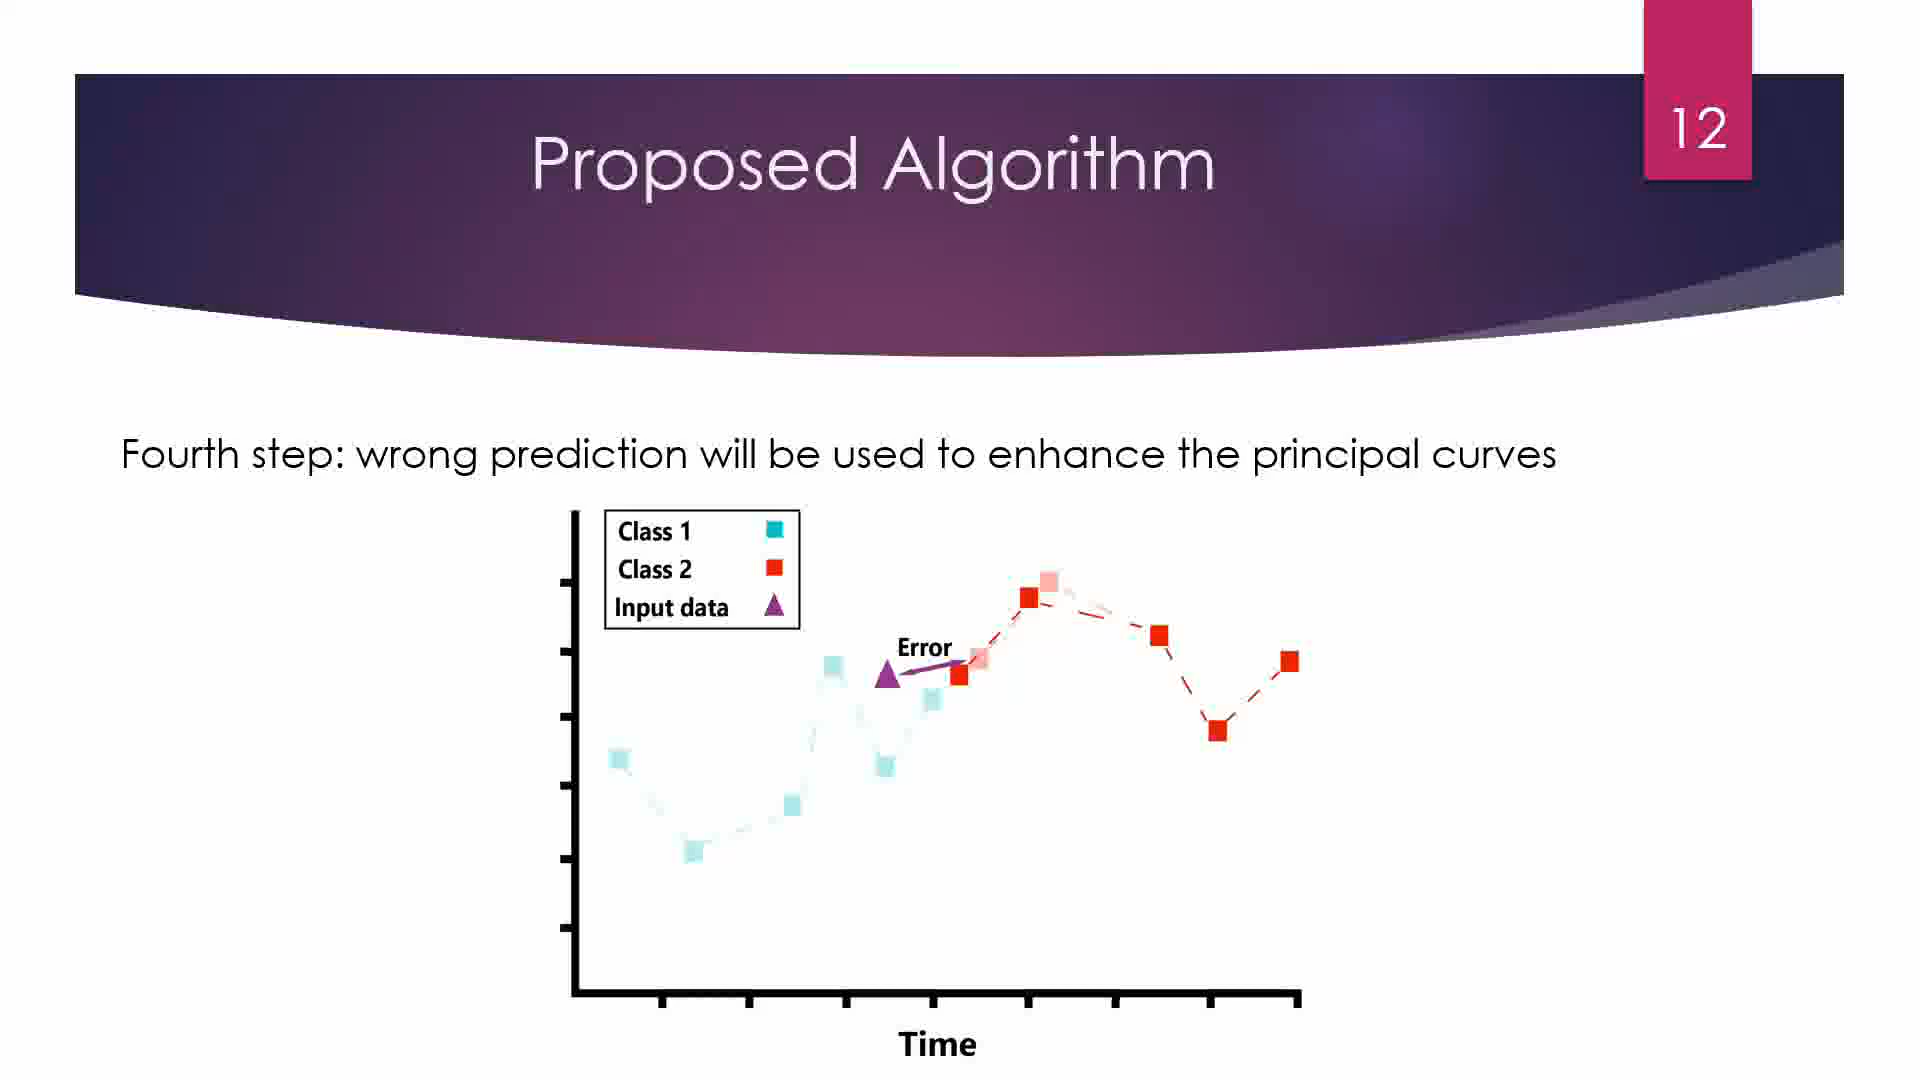 12
Proposed Algorithm
Fourth step: wrong prediction will be used to enhance the principal curves
Class 1
Class 2
Input data
Error
Time